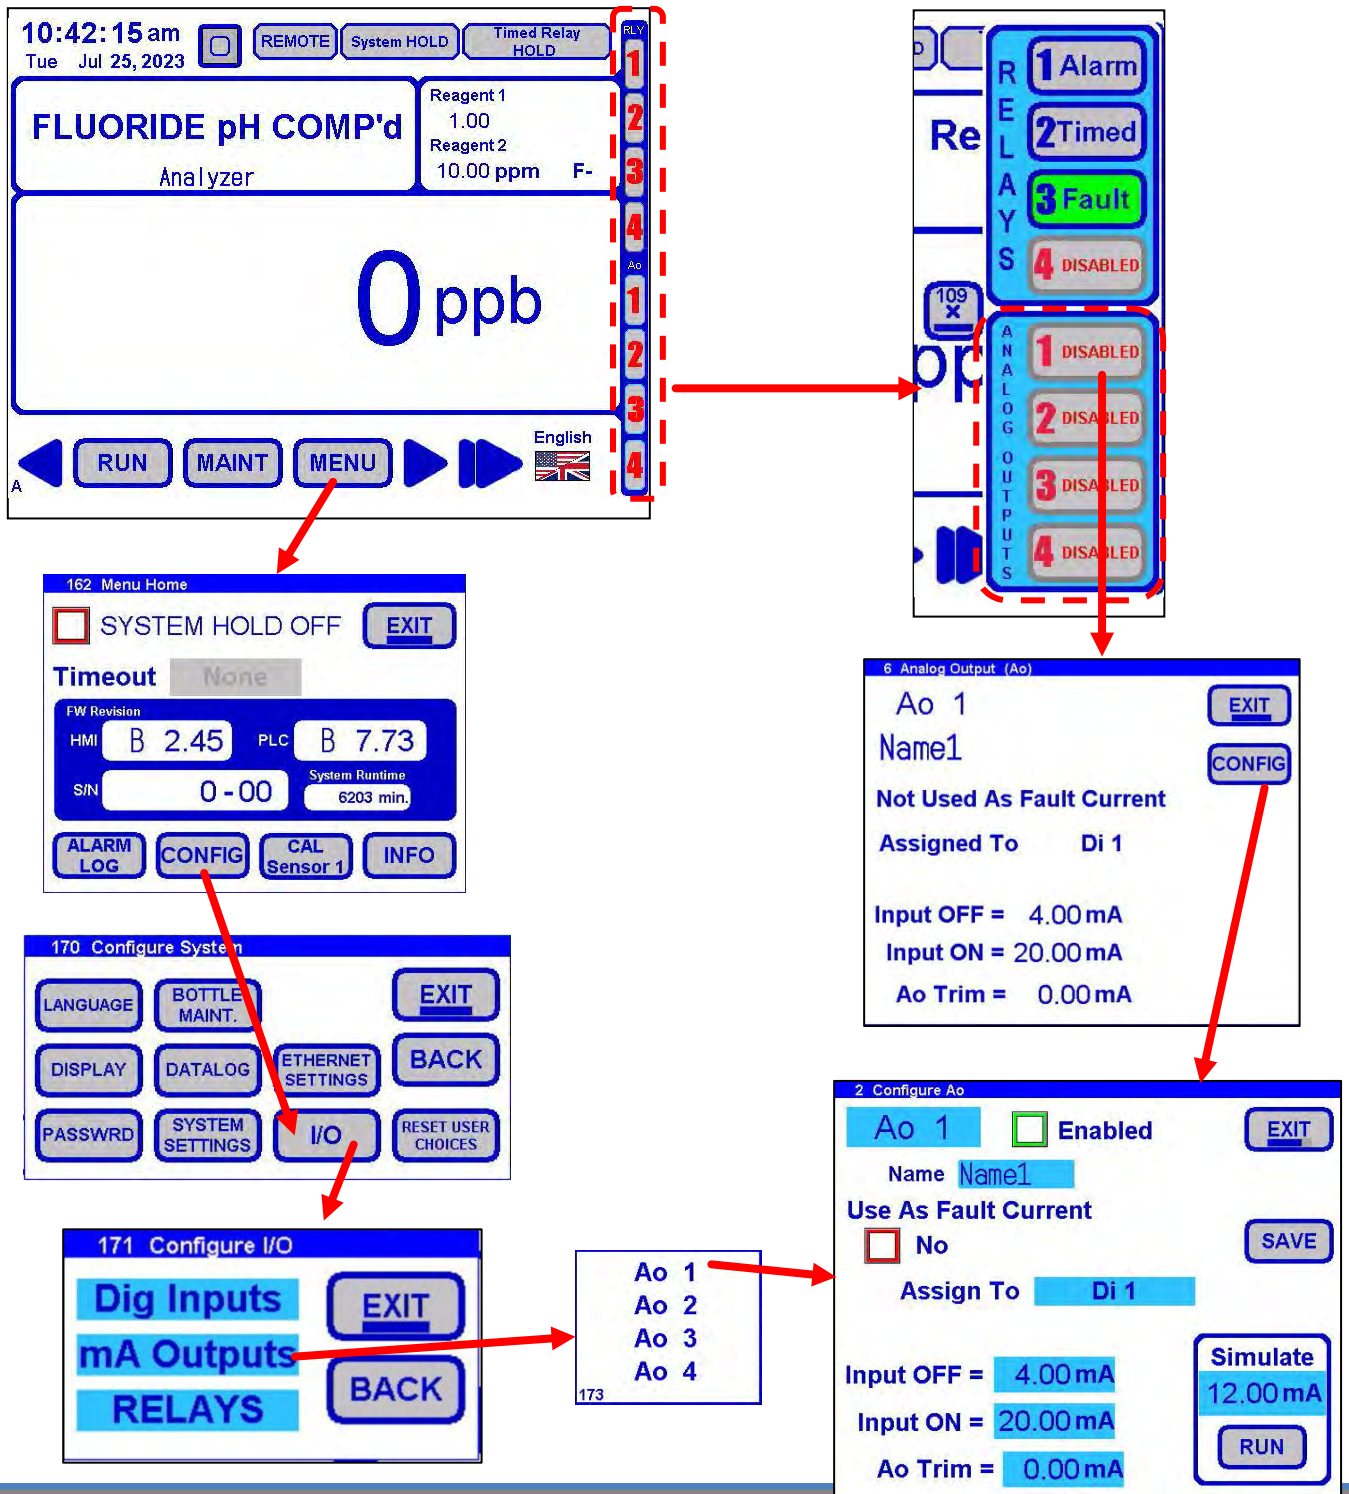 10:42:15 am
Tue Jul 25, 2023
REMOTE
System HOLD
Timed Relay
HOLD
RLY
1
2
3
4
Ao
1
2
3
4
FLUORIDE pH COMP'd
Analyzer
Reagent 1
1.00
Reagent 2
10.00 ppm F-
0 ppb
RUN
MAINT
MENU
English
A
Re
pp
109
RELAYS
1 Alarm
2 Timed
3 Fault
4 DISABLED
ANALOG OUTPUTS
1 DISABLED
2 DISABLED
3 DISABLED
4 DISABLED
162 Menu Home
SYSTEM HOLD OFF
EXIT
Timeout None
FW Revision
HMI B 2.45 PLC B 7.73
S/N 0-00
System Runtime
6203 min.
ALARM
LOG
CONFIG
CAL
Sensor 1
INFO
170 Configure System
LANGUAGE
BOTTLE
MAINT.
EXIT
DISPLAY
DATALOG
ETHERNET
SETTINGS
BACK
PASSWRD
SYSTEM
SETTINGS
I/O
RESET USER
CHOICES
171 Configure I/O
Dig Inputs
mA Outputs
RELAYS
EXIT
BACK
Ao 1
Ao 2
Ao 3
Ao 4
173
6 Analog Output (Ao)
Ao 1
EXIT
Name1
CONFIG
Not Used As Fault Current
Assigned To Di 1
Input OFF = 4.00 mA
Input ON = 20.00 mA
Ao Trim = 0.00 mA
2 Configure Ao
Ao 1
Enabled
EXIT
Name Name1
Use As Fault Current
No
SAVE
Assign To Di 1
Input OFF = 4.00 mA
Input ON = 20.00 mA
Ao Trim = 0.00 mA
Simulate
12.00 mA
RUN